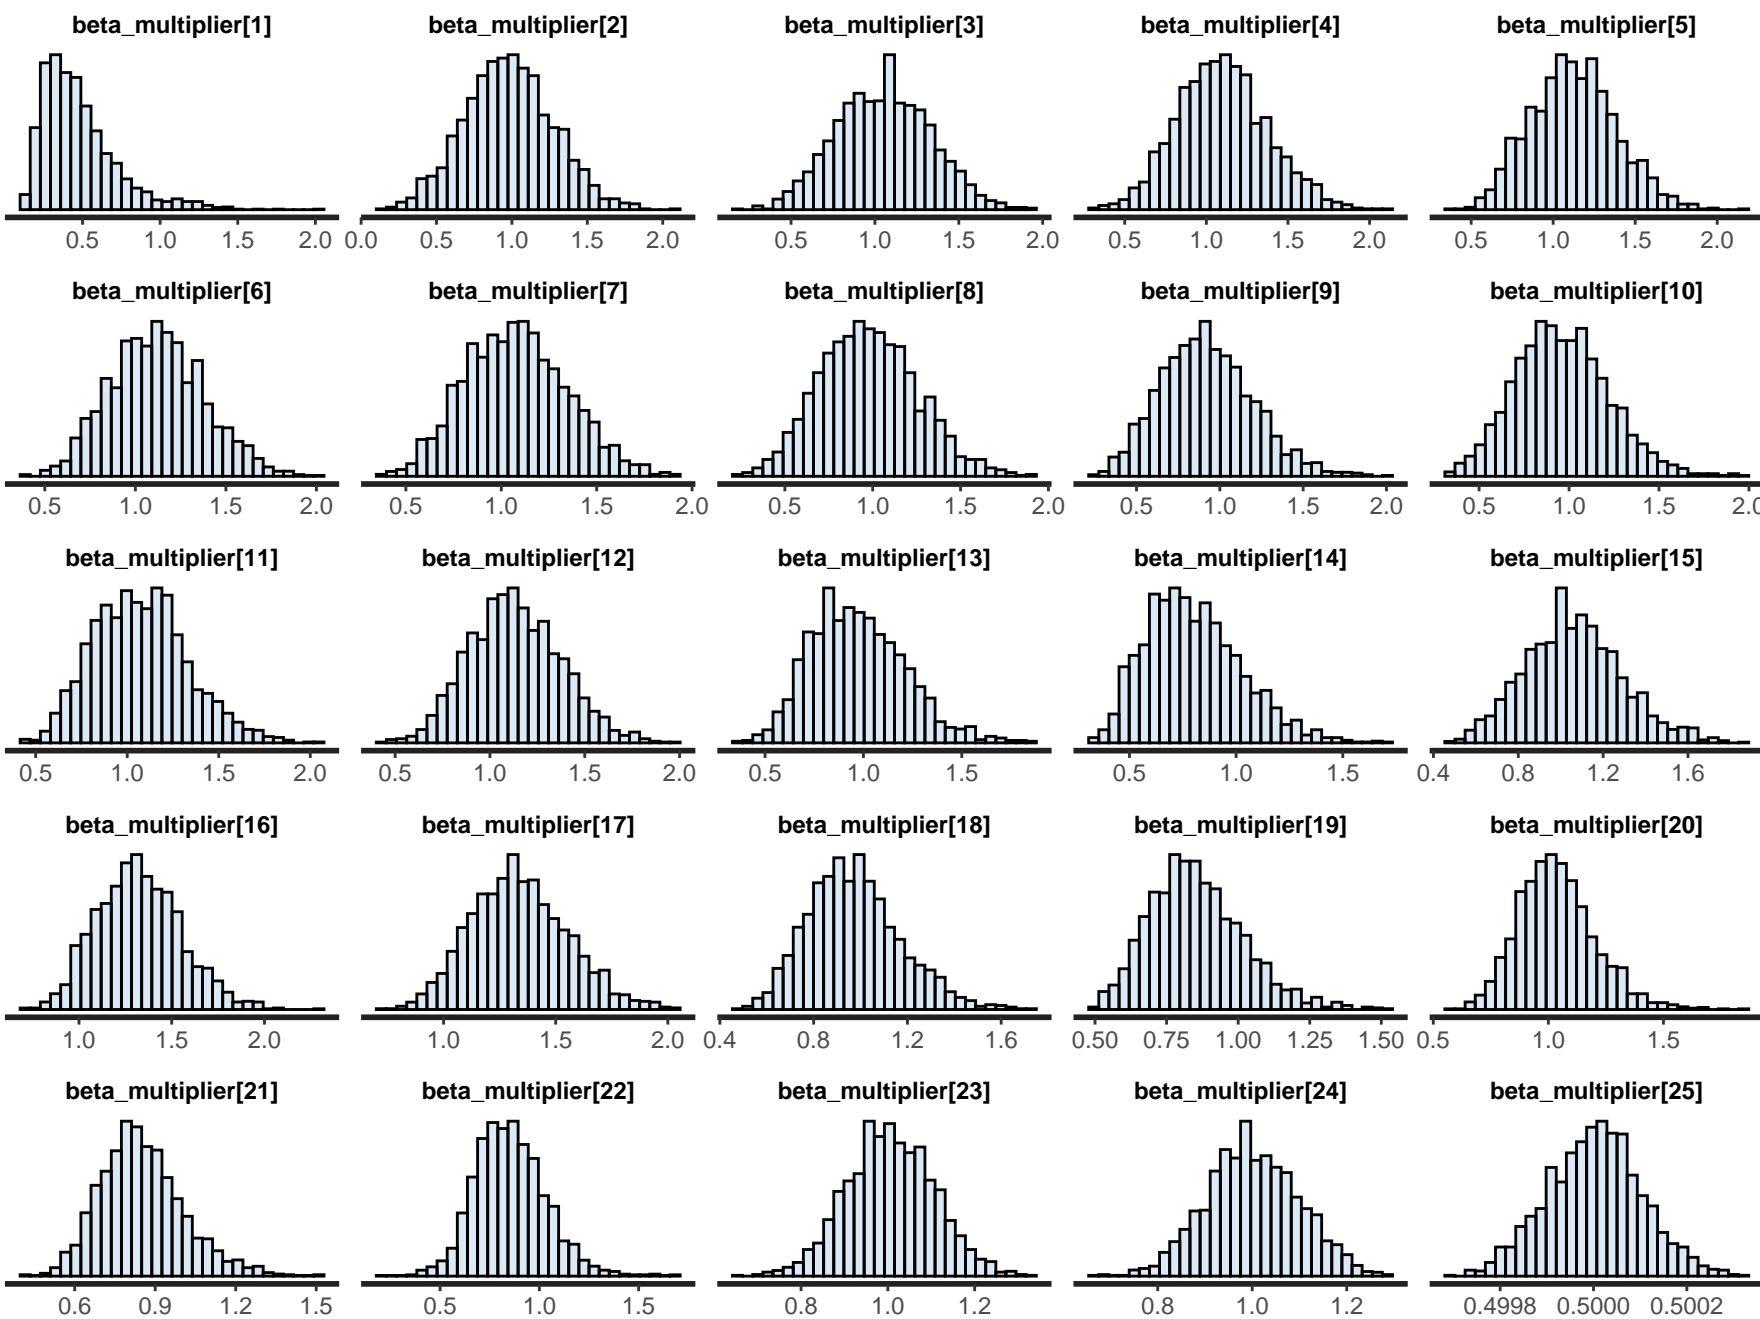 beta_multiplier[1] beta_multiplier[2] beta_multiplier[3] beta_multiplier[4] beta_multiplier[5]
0.5 1.0 1.5 2.0 0.0 0.5 1.0 1.5 2.0 0.5 1.0 1.5 2.0 0.5 1.0 1.5 2.0 0.5 1.0 1.5 2.0
beta_multiplier[6] beta_multiplier[7] beta_multiplier[8] beta_multiplier[9] beta_multiplier[10]
0.5 1.0 1.5 2.0 0.5 1.0 1.5 2.0 0.5 1.0 1.5 2.0 0.5 1.0 1.5 2.0 0.5 1.0 1.5 2.0
beta_multiplier[11] beta_multiplier[12] beta_multiplier[13] beta_multiplier[14] beta_multiplier[15]
0.5 1.0 1.5 2.0 0.5 1.0 1.5 2.0 0.5 1.0 1.5 0.5 1.0 1.5 0.4 0.8 1.2 1.6
beta_multiplier[16] beta_multiplier[17] beta_multiplier[18] beta_multiplier[19] beta_multiplier[20]
1.0 1.5 2.0 1.0 1.5 2.0 0.4 0.8 1.2 1.6 0.50 0.75 1.00 1.25 1.50 0.5 1.0 1.5
beta_multiplier[21] beta_multiplier[22] beta_multiplier[23] beta_multiplier[24] beta_multiplier[25]
0.6 0.9 1.2 1.5 0.5 1.0 1.5 0.8 1.0 1.2 0.8 1.0 1.2 0.4998 0.5000 0.5002